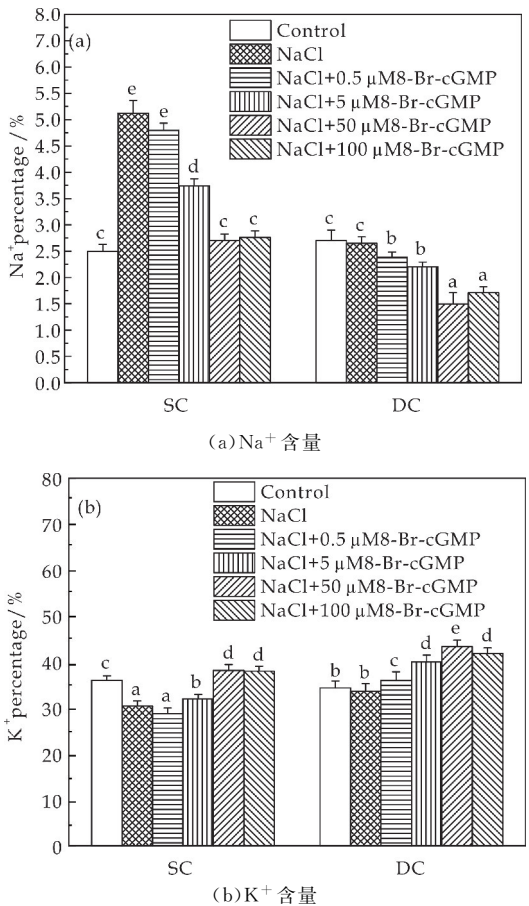 8.0
7.5
7.0
6.5
6.0
5.5
5.0
4.5
4.0
3.5
3.0
2.5
2.0
1.5
1.0
0.5
0.0
Na+percentage/%
(a)
Control
NaCl
NaCl+0.5 μM8-Br-cGMP
NaCl+5 μM8-Br-cGMP
NaCl+50 μM8-Br-cGMP
NaCl+100 μM8-Br-cGMP
c e e d c c
c c b b a a
SC DC
(a)Na+含量
80
70
60
50
40
30
20
10
0
K+percentage/%
(b)
Control
NaCl
NaCl+0.5 μM8-Br-cGMP
NaCl+5 μM8-Br-cGMP
NaCl+50 μM8-Br-cGMP
NaCl+100 μM8-Br-cGMP
c a a b d d
b b c d e d
SC DC
(b)K+含量